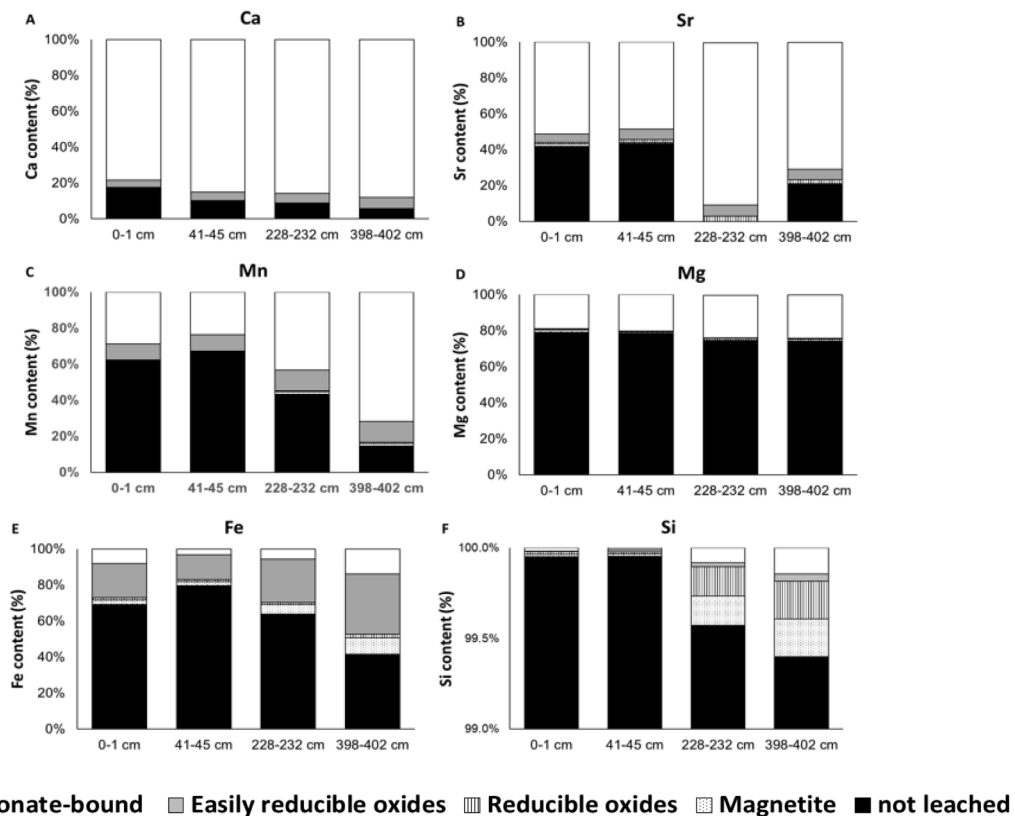 A
Ca
Ca content (%)
100%
80%
60%
40%
20%
0%
0-1 cm 41-45 cm 228-232 cm 398-402 cm
B
Sr
Sr content (%)
100%
80%
60%
40%
20%
0%
0-1 cm 41-45 cm 228-232 cm 398-402 cm
C
Mn
Mn content (%)
100%
80%
60%
40%
20%
0%
0-1 cm 41-45 cm 228-232 cm 398-402 cm
D
Mg
Mg content (%)
100%
80%
60%
40%
20%
0%
0-1 cm 41-45 cm 228-232 cm 398-402 cm
E
Fe
Fe content (%)
100%
80%
60%
40%
20%
0%
0-1 cm 41-45 cm 228-232 cm 398-402 cm
F
Si
Si content (%)
100.0%
99.5%
99.0%
0-1 cm 41-45 cm 228-232 cm 398-402 cm
onate-bound Easily reducible oxides Reducible oxides Magnetite not leached